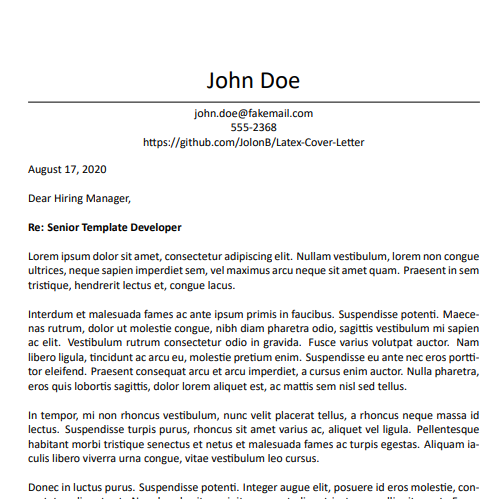 John Doe
john.doe@fakemail.com
555-2368
https://github.com/JolonB/Latex-Cover-Letter
August 17, 2020
Dear Hiring Manager,
Re: Senior Template Developer
Lorem ipsum dolor sit amet, consectetur adipiscing elit. Nullam vestibulum, lorem non congue
ultrices, neque sapien imperdiet sem, vel maximus arcu neque sit amet quam. Praesent in sem
tristique, hendrerit lectus et, congue lacus.
Interdum et malesuada fames ac ante ipsum primis in faucibus. Suspendisse potenti. Maece-
nas rutrum, dolor ut molestie congue, nibh diam pharetra odio, sagittis vestibulum mi sapien
ac elit. Vestibulum rutrum consectetur odio in gravida. Fusce varius volutpat auctor. Nam
libero ligula, tincidunt ac arcu eu, molestie pretium enim. Suspendisse eu ante nec eros portti-
tor eleifend. Praesent consequat arcu et arcu imperdiet, a cursus enim auctor. Nulla pharetra,
eros quis lobortis sagittis, dolor lorem aliquet est, ac mattis sem nisl sed tellus.
In tempor, mi non rhoncus vestibulum, nunc velit placerat tellus, a rhoncus neque massa id
lectus. Suspendisse turpis purus, rhoncus sit amet varius ac, aliquet vel ligula. Pellentesque
habitant morbi tristique senectus et netus et malesuada fames ac turpis egestas. Aliquam ia-
culis libero viverra urna congue, vitae vestibulum leo cursus.
Donec in luctus purus. Suspendisse potenti. Integer augue elit, posuere id eros molestie, con-